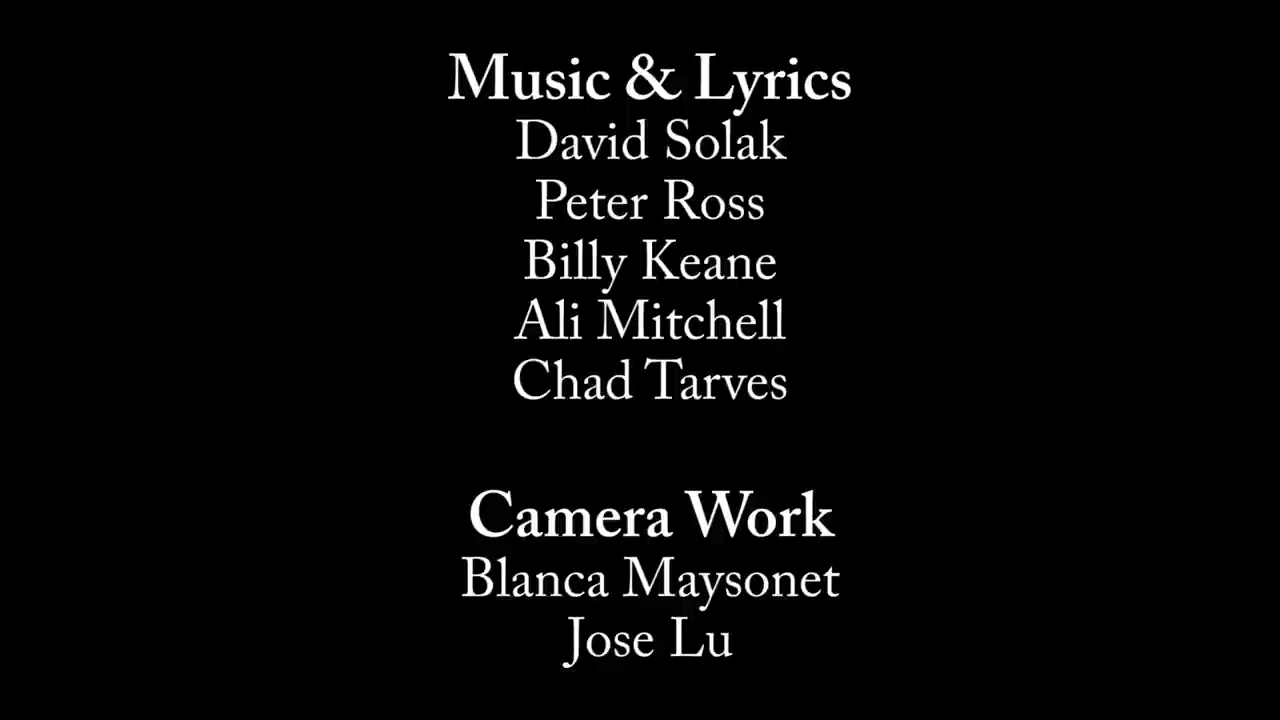 Music & Lyrics
David Solak
Peter Ross
Billy Keane
Ali Mitchell
Chad Tarves
Camera Work
Blanca Maysonet
Jose Lu